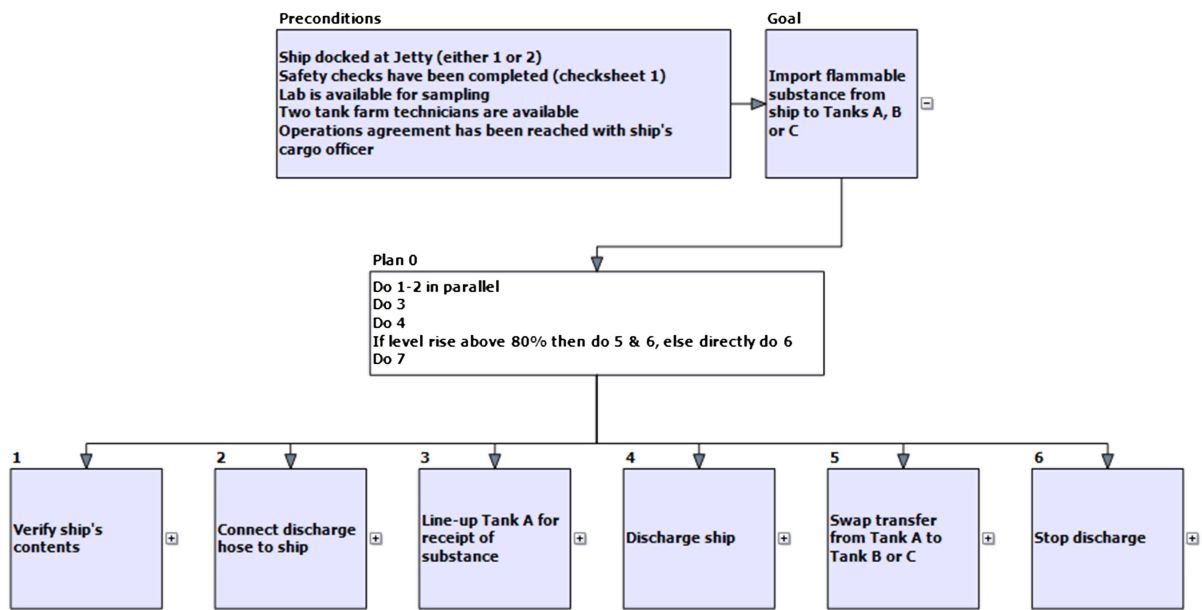 Preconditions
Ship docked at Jetty (either 1 or 2)
Safety checks have been completed (checksheet 1)
Lab is available for sampling
Two tank farm technicians are available
Operations agreement has been reached with ship's
cargo officer
Goal
Import flammable
substance from
ship to Tanks A, B
or C
Plan 0
Do 1-2 in parallel
Do 3
Do 4
If level rise above 80% then do 5 & 6, else directly do 6
Do 7
1
Verify ship's
contents
2
Connect discharge
hose to ship
3
Line-up Tank A for
receipt of
substance
4
Discharge ship
5
Swap transfer
from Tank A to
Tank B or C
6
Stop discharge